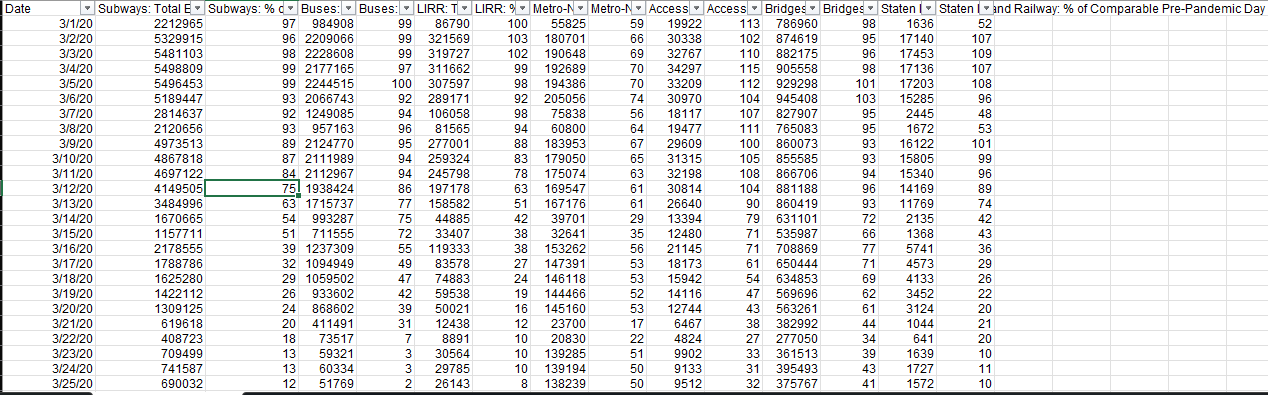 Date Subways: Total E Subways: % c Buses: Buses: LIRR: T LIRR: % Metro-N Metro-N Access Access Bridges Bridges Staten I Staten I and Railway: % of Comparable Pre-Pandemic Day
3/1/20 2212965 97 984908 99 86790 100 55825 59 19922 113 786960 98 1636 52
3/2/20 5329915 96 2209066 99 321569 103 180701 66 30338 102 874619 95 17140 107
3/3/20 5481103 98 2228608 99 319727 102 190648 69 32767 110 882175 96 17453 109
3/4/20 5498809 99 2177165 97 311662 99 192689 70 34297 115 905558 98 17136 107
3/5/20 5496453 99 2244515 100 307597 98 194386 70 33209 112 929298 101 17203 108
3/6/20 5189447 93 2066743 92 289171 92 205056 74 30970 104 945408 103 15285 96
3/7/20 2814637 92 1249085 94 106058 98 75838 56 18117 107 827907 95 2445 48
3/8/20 2120656 93 957163 96 81565 94 60800 64 19477 111 765083 95 1672 53
3/9/20 4973513 89 2124770 95 277001 88 183953 67 29609 100 860073 93 16122 101
3/10/20 4867818 87 2111989 94 259324 83 179050 65 31315 105 855585 93 15805 99
3/11/20 4697122 84 2112967 94 245798 78 175074 63 32198 108 866706 94 15340 96
3/12/20 4149505 75 1938424 86 197178 63 169547 61 30814 104 881188 96 14169 89
3/13/20 3484996 63 1715737 77 158582 51 167176 61 26640 90 860419 93 11769 74
3/14/20 1670665 54 993287 75 44885 42 39701 29 13394 79 631101 72 2135 42
3/15/20 1157711 51 711555 72 33407 38 32641 35 12480 71 535987 66 1368 43
3/16/20 2178555 39 1237309 55 119333 38 153262 56 21145 71 708869 77 5741 36
3/17/20 1788786 32 1094949 49 83578 27 147391 53 18173 61 650444 71 4573 29
3/18/20 1625280 29 1059502 47 74883 24 146118 53 15942 54 634853 69 4133 26
3/19/20 1422112 26 933602 42 59538 19 144466 52 14116 47 569696 62 3452 22
3/20/20 1309125 24 868602 39 50021 16 145160 53 12744 43 563261 61 3124 20
3/21/20 619618 20 411491 31 12438 12 23700 17 6467 38 382992 44 1044 21
3/22/20 408723 18 73517 7 8891 10 20830 22 4824 27 277050 34 641 20
3/23/20 709499 13 59321 3 30564 10 139285 51 9902 33 361513 39 1639 10
3/24/20 741587 13 60334 3 29785 10 139194 50 9133 31 395493 43 1727 11
3/25/20 690032 12 51769 2 26143 8 138239 50 9512 32 375767 41 1572 10